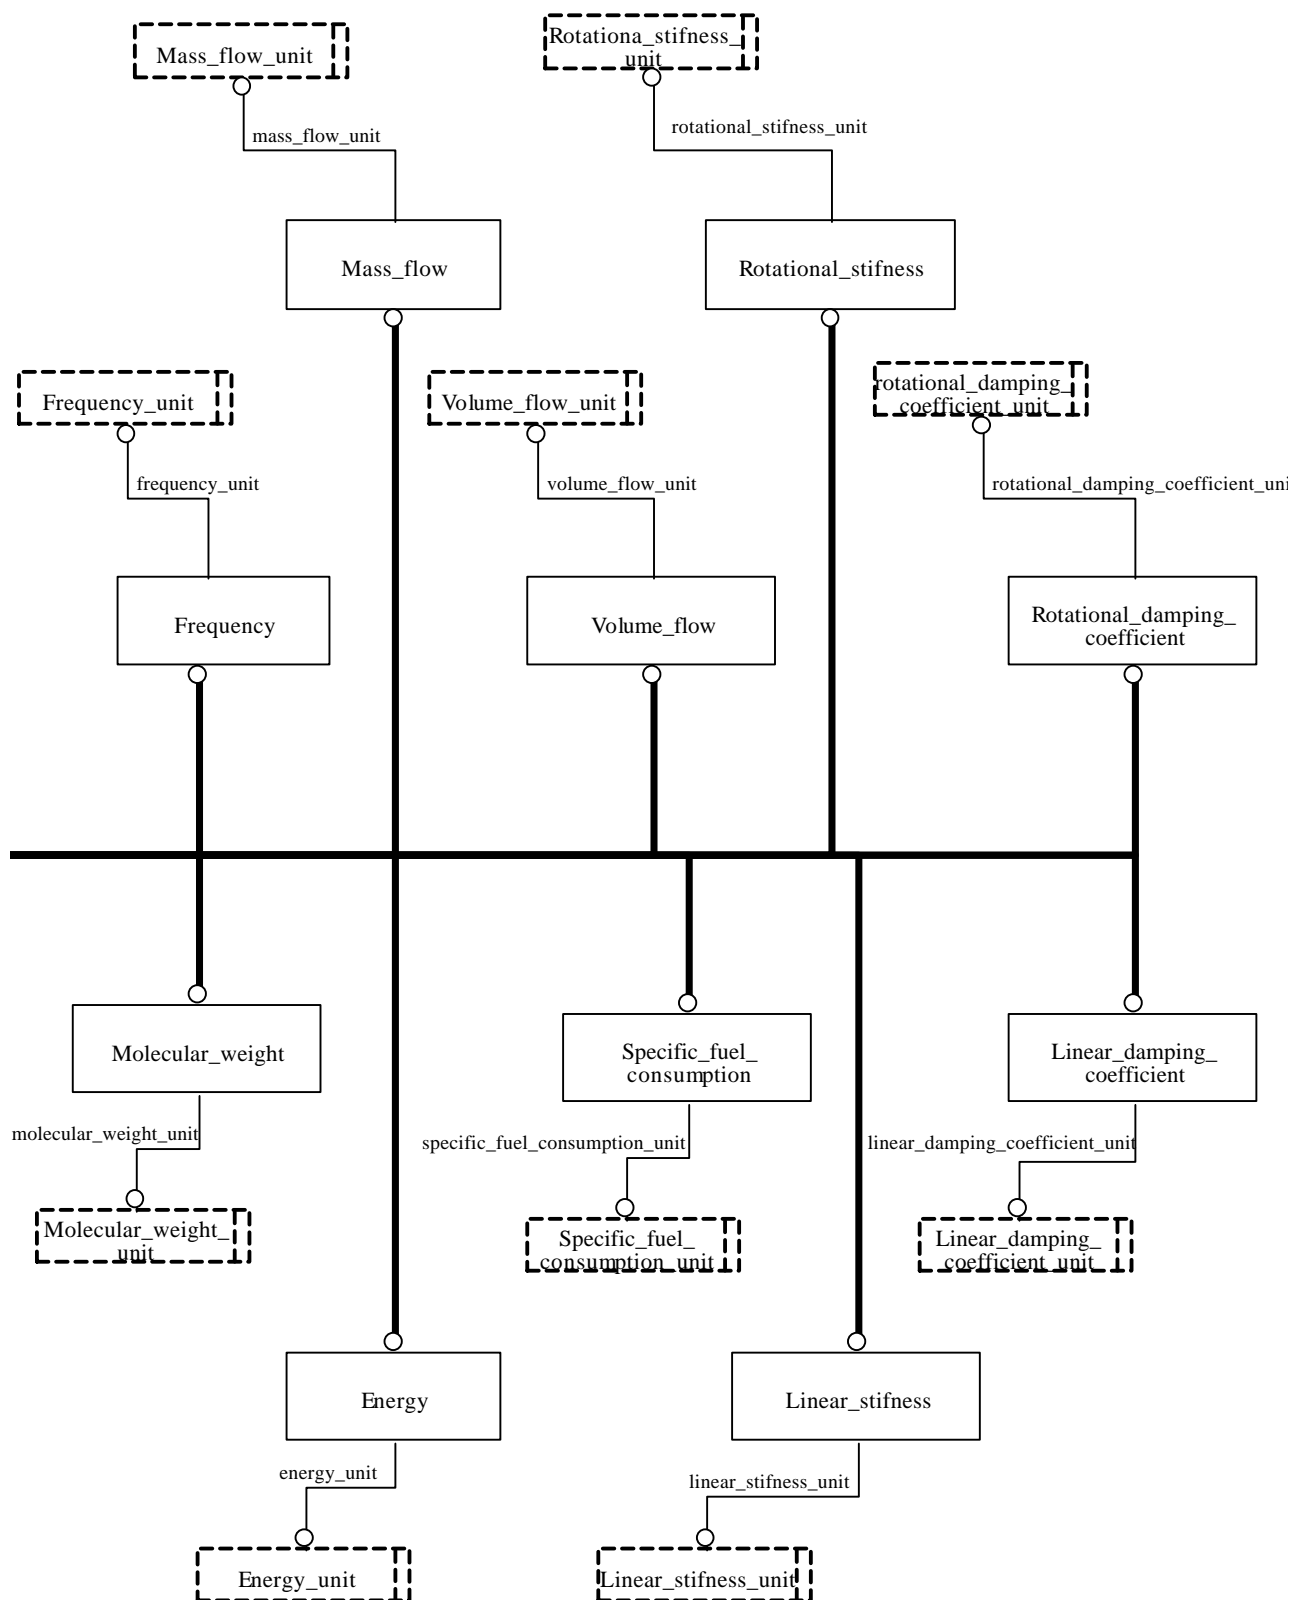 Mass_flow_unit
Rotationa_stifness_
unit
mass_flow_unit
rotational_stifness_unit
Mass_flow
Rotational_stifness
Frequency_unit
Volume_flow_unit
rotational_damping_
coefficient_unit
frequency_unit
volume_flow_unit
rotational_damping_coefficient_uni
Frequency
Volume_flow
Rotational_damping_
coefficient
Molecular_weight
Specific_fuel_
consumption
Linear_damping_
coefficient
molecular_weight_unit
specific_fuel_consumption_unit
linear_damping_coefficient_unit
Molecular_weight_
unit
Specific_fuel_
consumption_unit
Linear_damping_
coefficient_unit
Energy
Linear_stifness
energy_unit
linear_stifness_unit
Energy_unit
Linear_stifness_unit